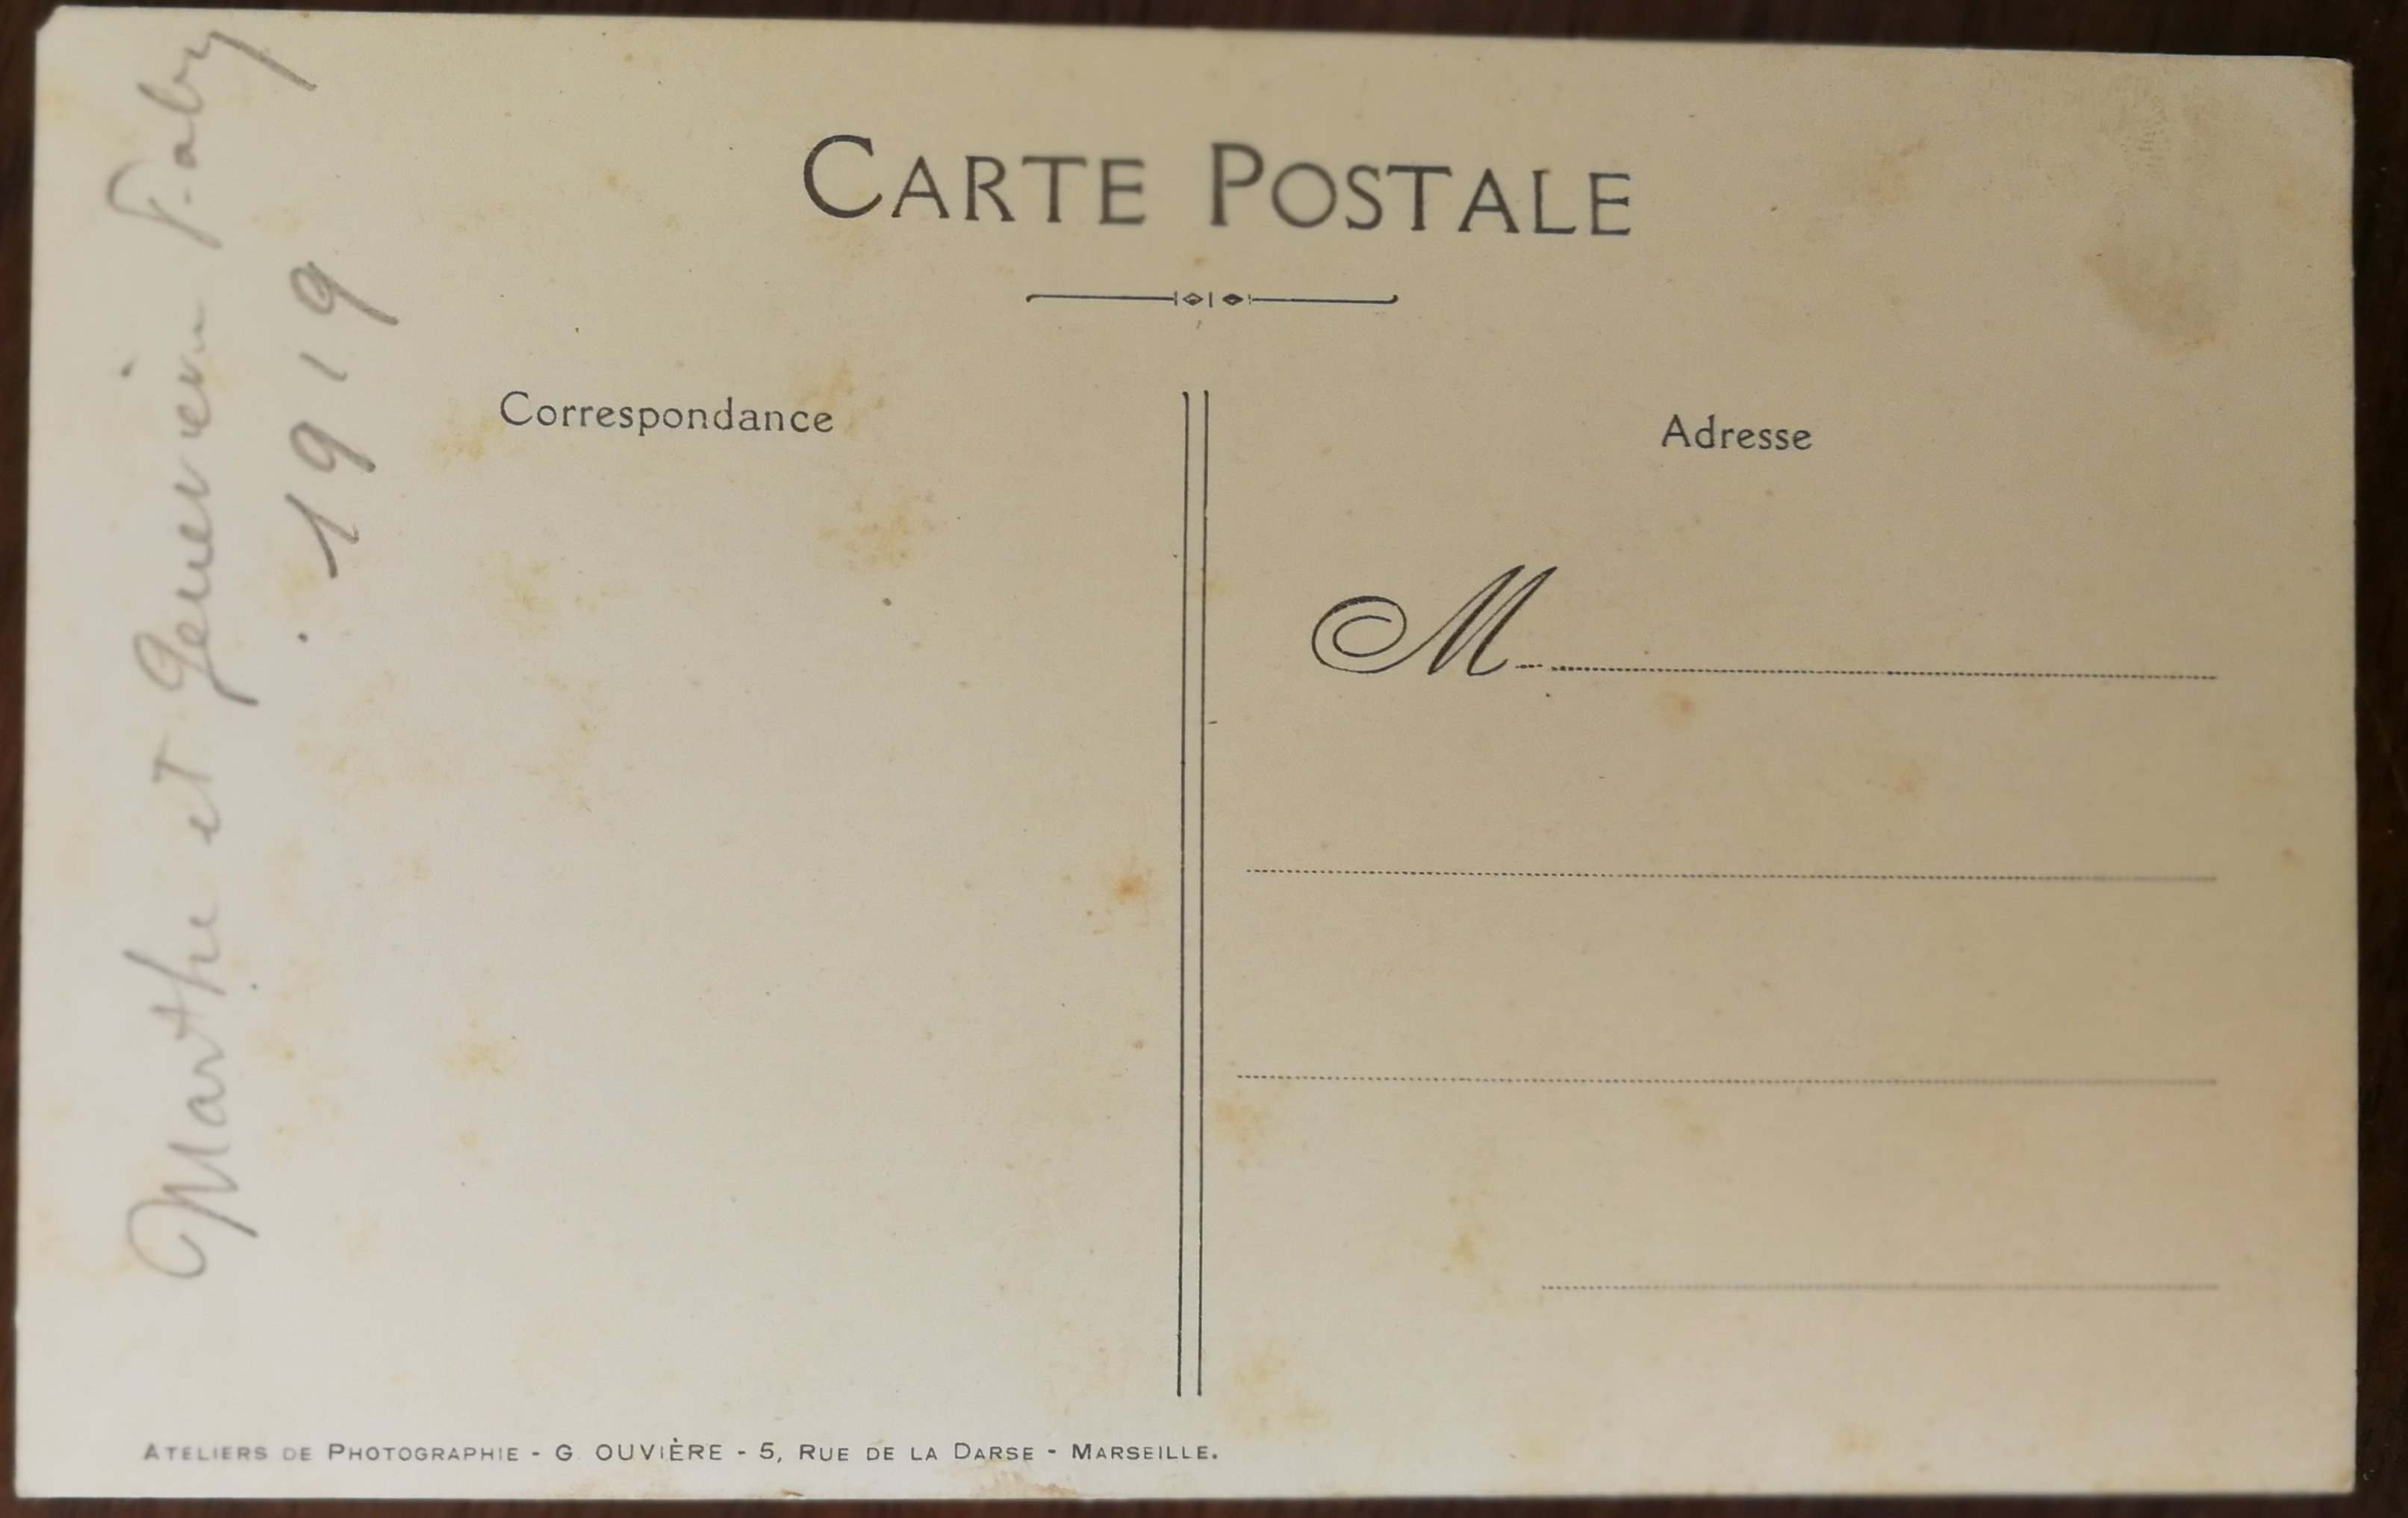 CARTE POSTALE
Correspondance
Adresse
M
Marthe et Geneviève Faby
1919
ATELIERS DE PHOTOGRAPHIE - G. OUVIÈRE - 5, RUE DE LA DARSE - MARSEILLE.